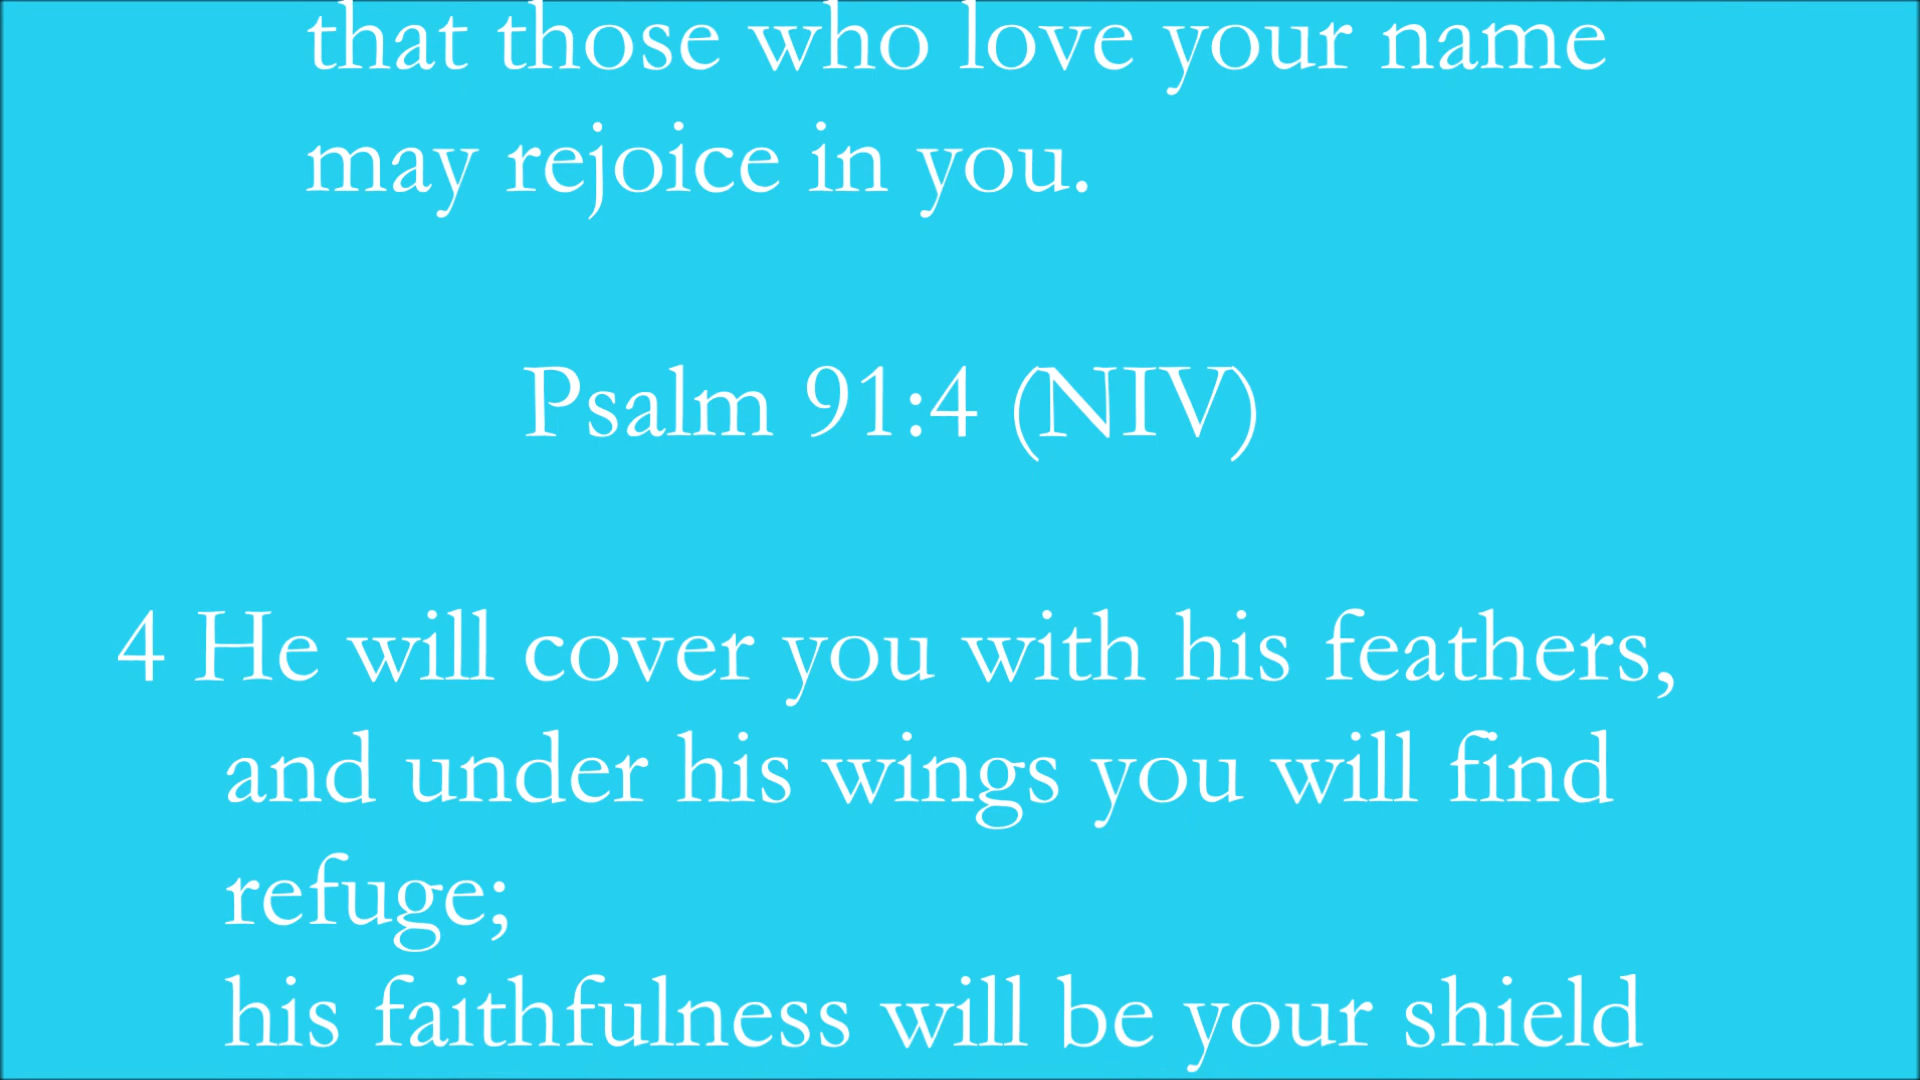 that those who love your name
may rejoice in you.
Psalm 91:4 (NIV)
4 He will cover you with his feathers,
and under his wings you will find
refuge;
his faithfulness will be your shield